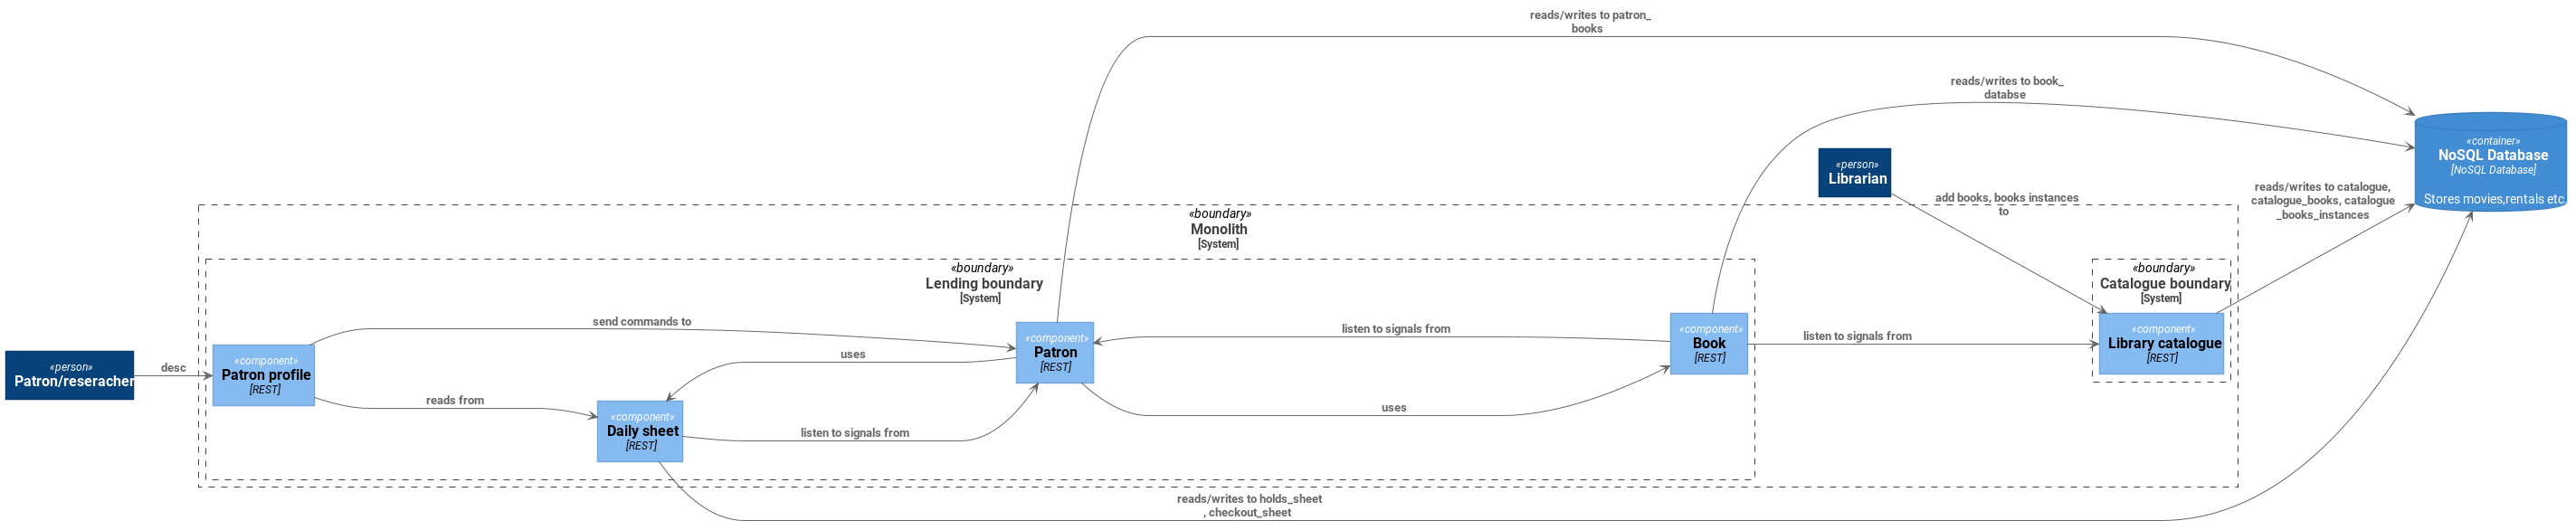 reads/writes to patron_
books
reads/writes to book_
databse
«container»
NoSQL Database
[NoSQL Database]
Stores movies,rentals etc.
«person»
Librarian
add books, books instances
to
reads/writes to catalogue,
catalogue_books, catalogue
_books_instances
«boundary»
Monolith
[System]
«boundary»
Lending boundary
[System]
«boundary»
Catalogue boundary
[System]
«person»
Patron/reseracher
desc
«component»
Patron profile
[REST]
send commands to
reads from
«component»
Daily sheet
[REST]
uses
listen to signals from
«component»
Patron
[REST]
listen to signals from
uses
«component»
Book
[REST]
listen to signals from
«component»
Library catalogue
[REST]
reads/writes to holds_sheet
, checkout_sheet